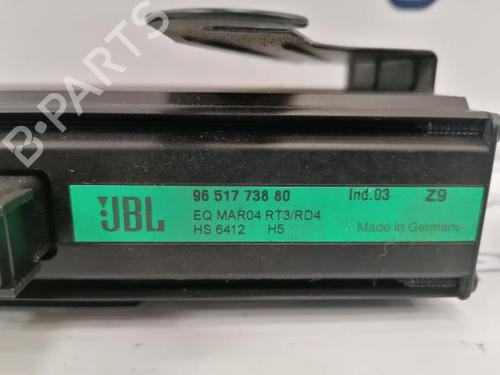 B-PARTS
JBL
96 517 738 80 Ind.03 Z9
EQ MAR04 RT3/RD4
HS 6412 H5 Made in Germany